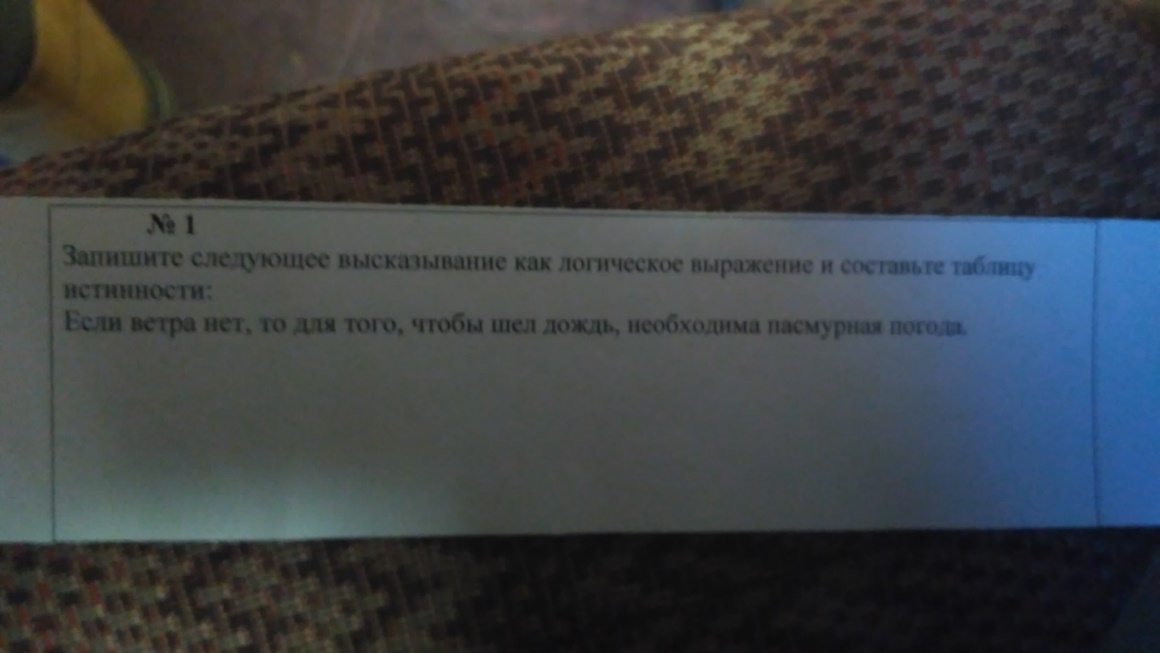 № 1
Запишите следующее высказывание как логическое выражение и составьте таблицу
истинности:
Если ветра нет, то для того, чтобы шел дождь, необходима пасмурная погода.